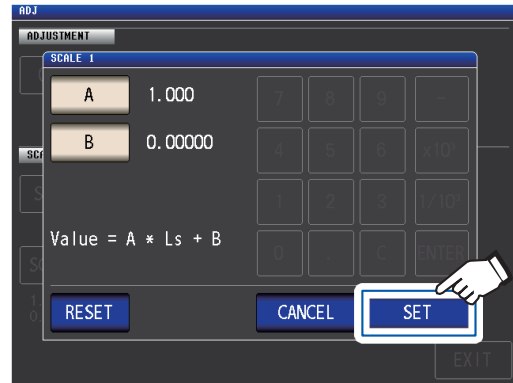 ADJ
ADJUSTMENT
SCALE 1
A 1.000 7 8 9 -
B 0.00000 4 5 6 x10³
1 2 3 1/10³
Value = A * Ls + B
0 . C ENTER
RESET CANCEL SET
EXIT